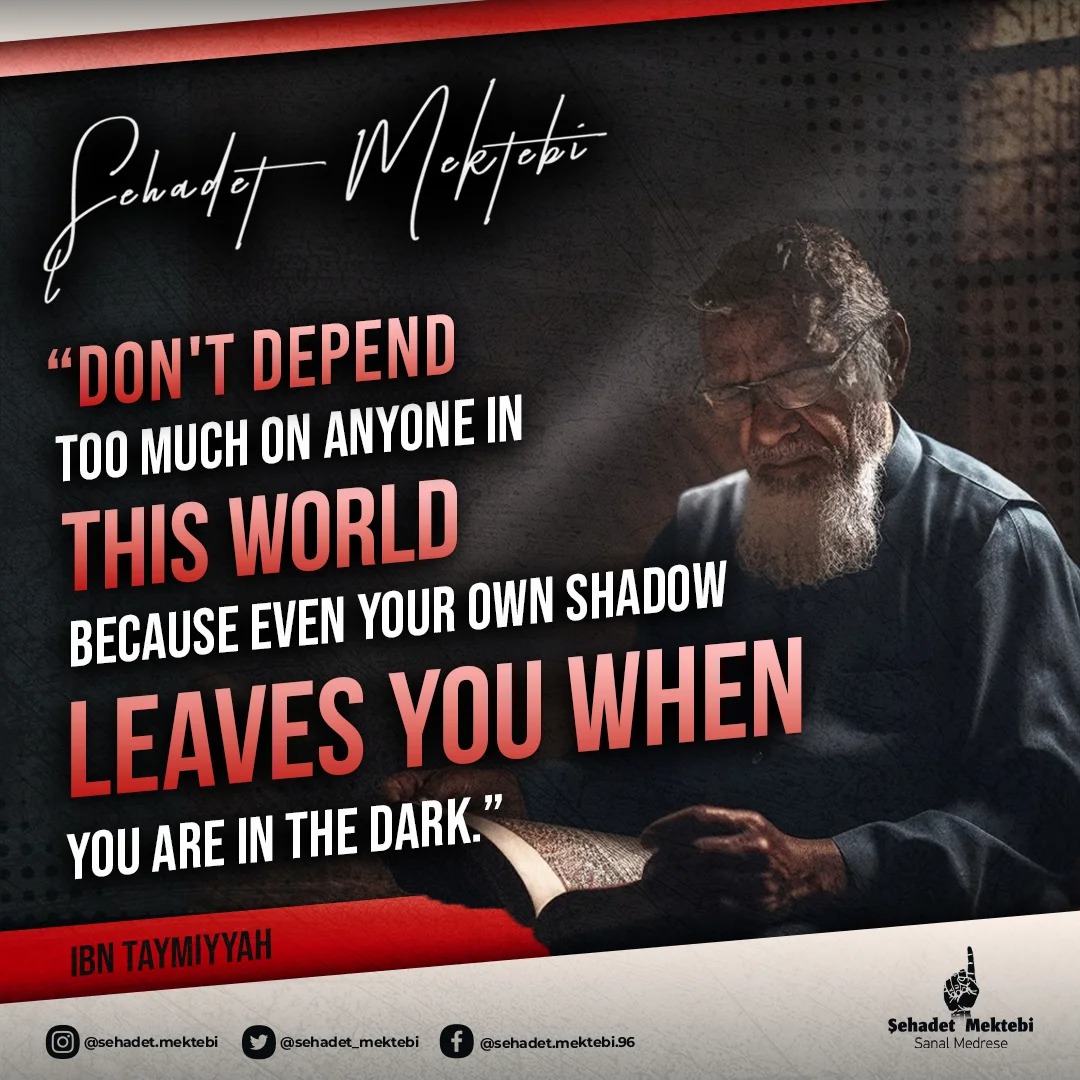 Şehadet Mektebi
“DON'T DEPEND
TOO MUCH ON ANYONE IN
THIS WORLD
BECAUSE EVEN YOUR OWN SHADOW
LEAVES YOU WHEN
YOU ARE IN THE DARK.”
IBN TAYMIYYAH
@sehadet.mektebi
@sehadet_mektebi
@sehadet.mektebi.96
Şehadet Mektebi
Sanal Medrese